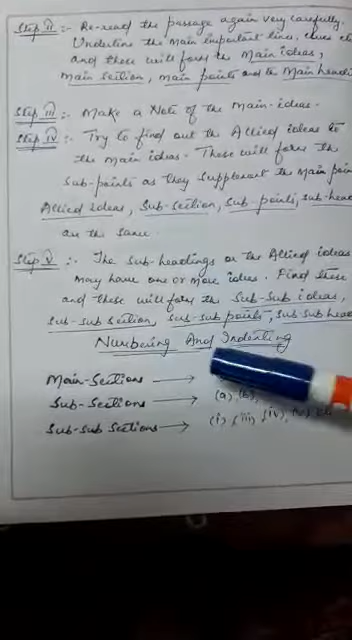 Step II :- Re-read the passage again very carefully.
Underline the main important line, clues etc
and these will form the Main ideas,
main section, main points and the Main headi
Step III :- Make a Note of the main-ideas.
Step IV :- Try to find out the Allied ideas to
the main ideas. These will form the
sub-points as they supplement the main poin
Allied ideas, sub-section, sub-points, sub-head
are the same.
Step V :- The sub-headings or the Allied ideas
may have one or more ideas. Find these
and these will form the sub-sub ideas,
sub-sub section, sub-sub points, sub-sub head
Numbering And Indenting
Main-Sections →
Sub-Sections → (a), (b),
Sub-Sub Sections → (i), (iii), (iv),